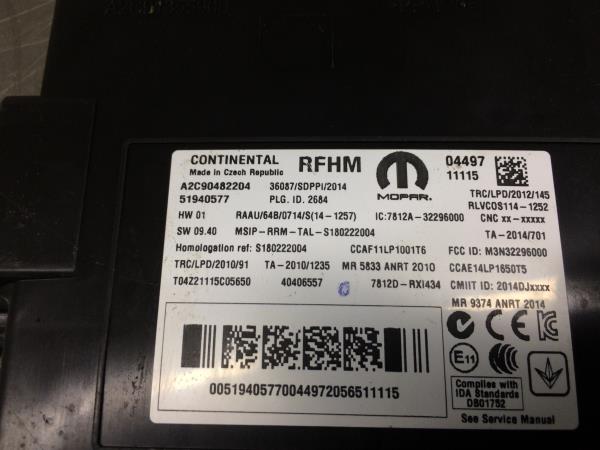 CONTINENTAL RFHM MOPAR. 04497
Made in Czech Republic 11115
A2C90482204 36087/SDPPI/2014 TRC/LPD/2012/145
51940577 PLG. ID. 2684 RLVCOS114-1252
HW 01 RAAU/64B/0714/S(14-1257) IC:7812A-32296000 CNC xx-xxxxx
SW 09.40 MSIP-RRM-TAL-S180222004 TA-2014/701
Homologation ref: S180222004 CCAF11LP1001T6 FCC ID: M3N32296000
TRC/LPD/2010/91 TA-2010/1235 MR 5833 ANRT 2010 CCAE14LP1650T5
T04Z21115C05650 40406557 6 7812D-RXI434 CMIIT ID: 2014DJxxxx
MR 9374 ANRT 2014
E11
Complies with
IDA Standards
DB01752
00519405770044972056511115
See Service Manual